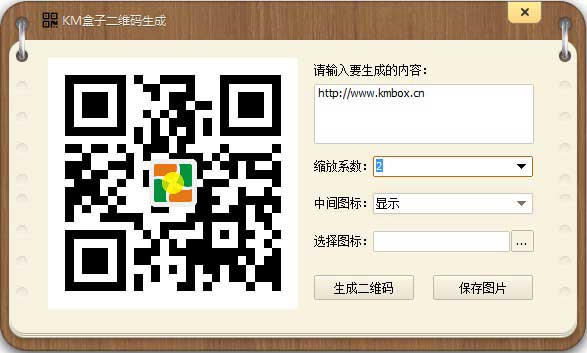 KM盒子二维码生成
请输入要生成的内容：
http://www.kmbox.cn
缩放系数：2
中间图标：显示
选择图标：...
生成二维码 保存图片